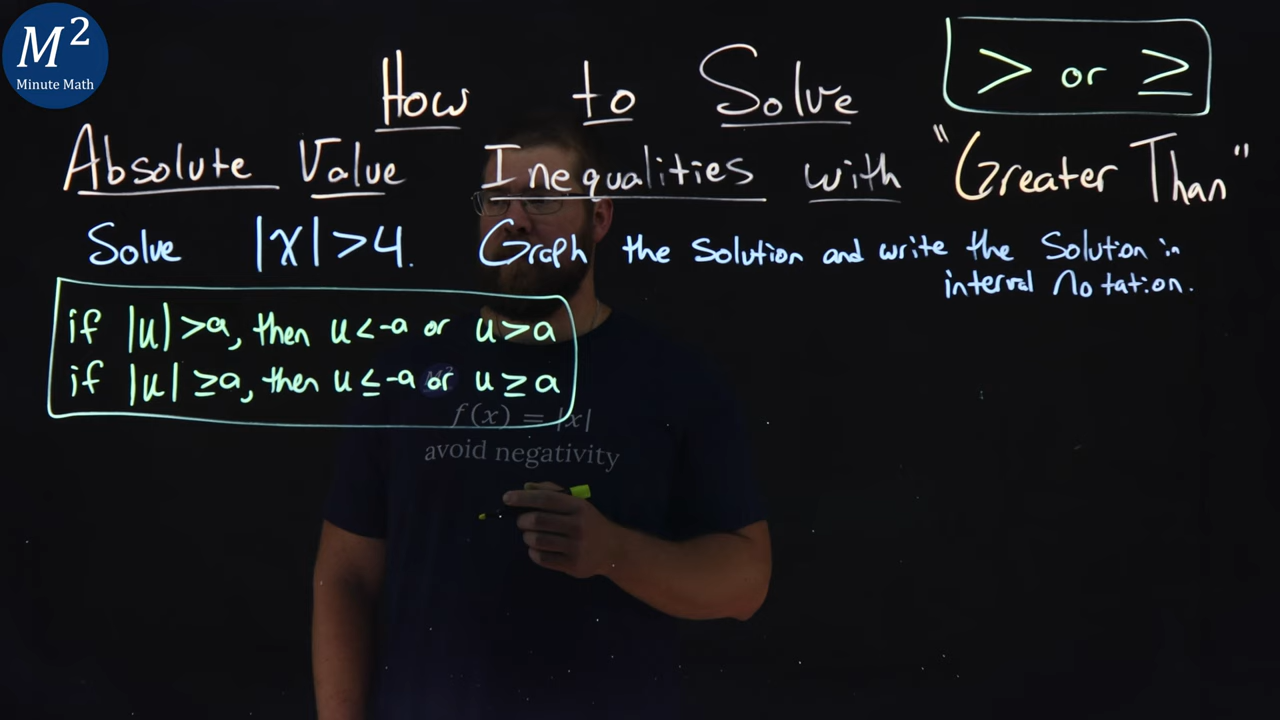 M²
Minute Math
How to Solve > or ≥
Absolute Value Inequalities with "Greater Than"
Solve |x|>4. Graph the Solution and write the Solution in
interval Notation.
if |u|>a, then u<-a or u>a
if |u|≥a, then u≤-a or u≥a
M²
f(x) = |x|
avoid negativity